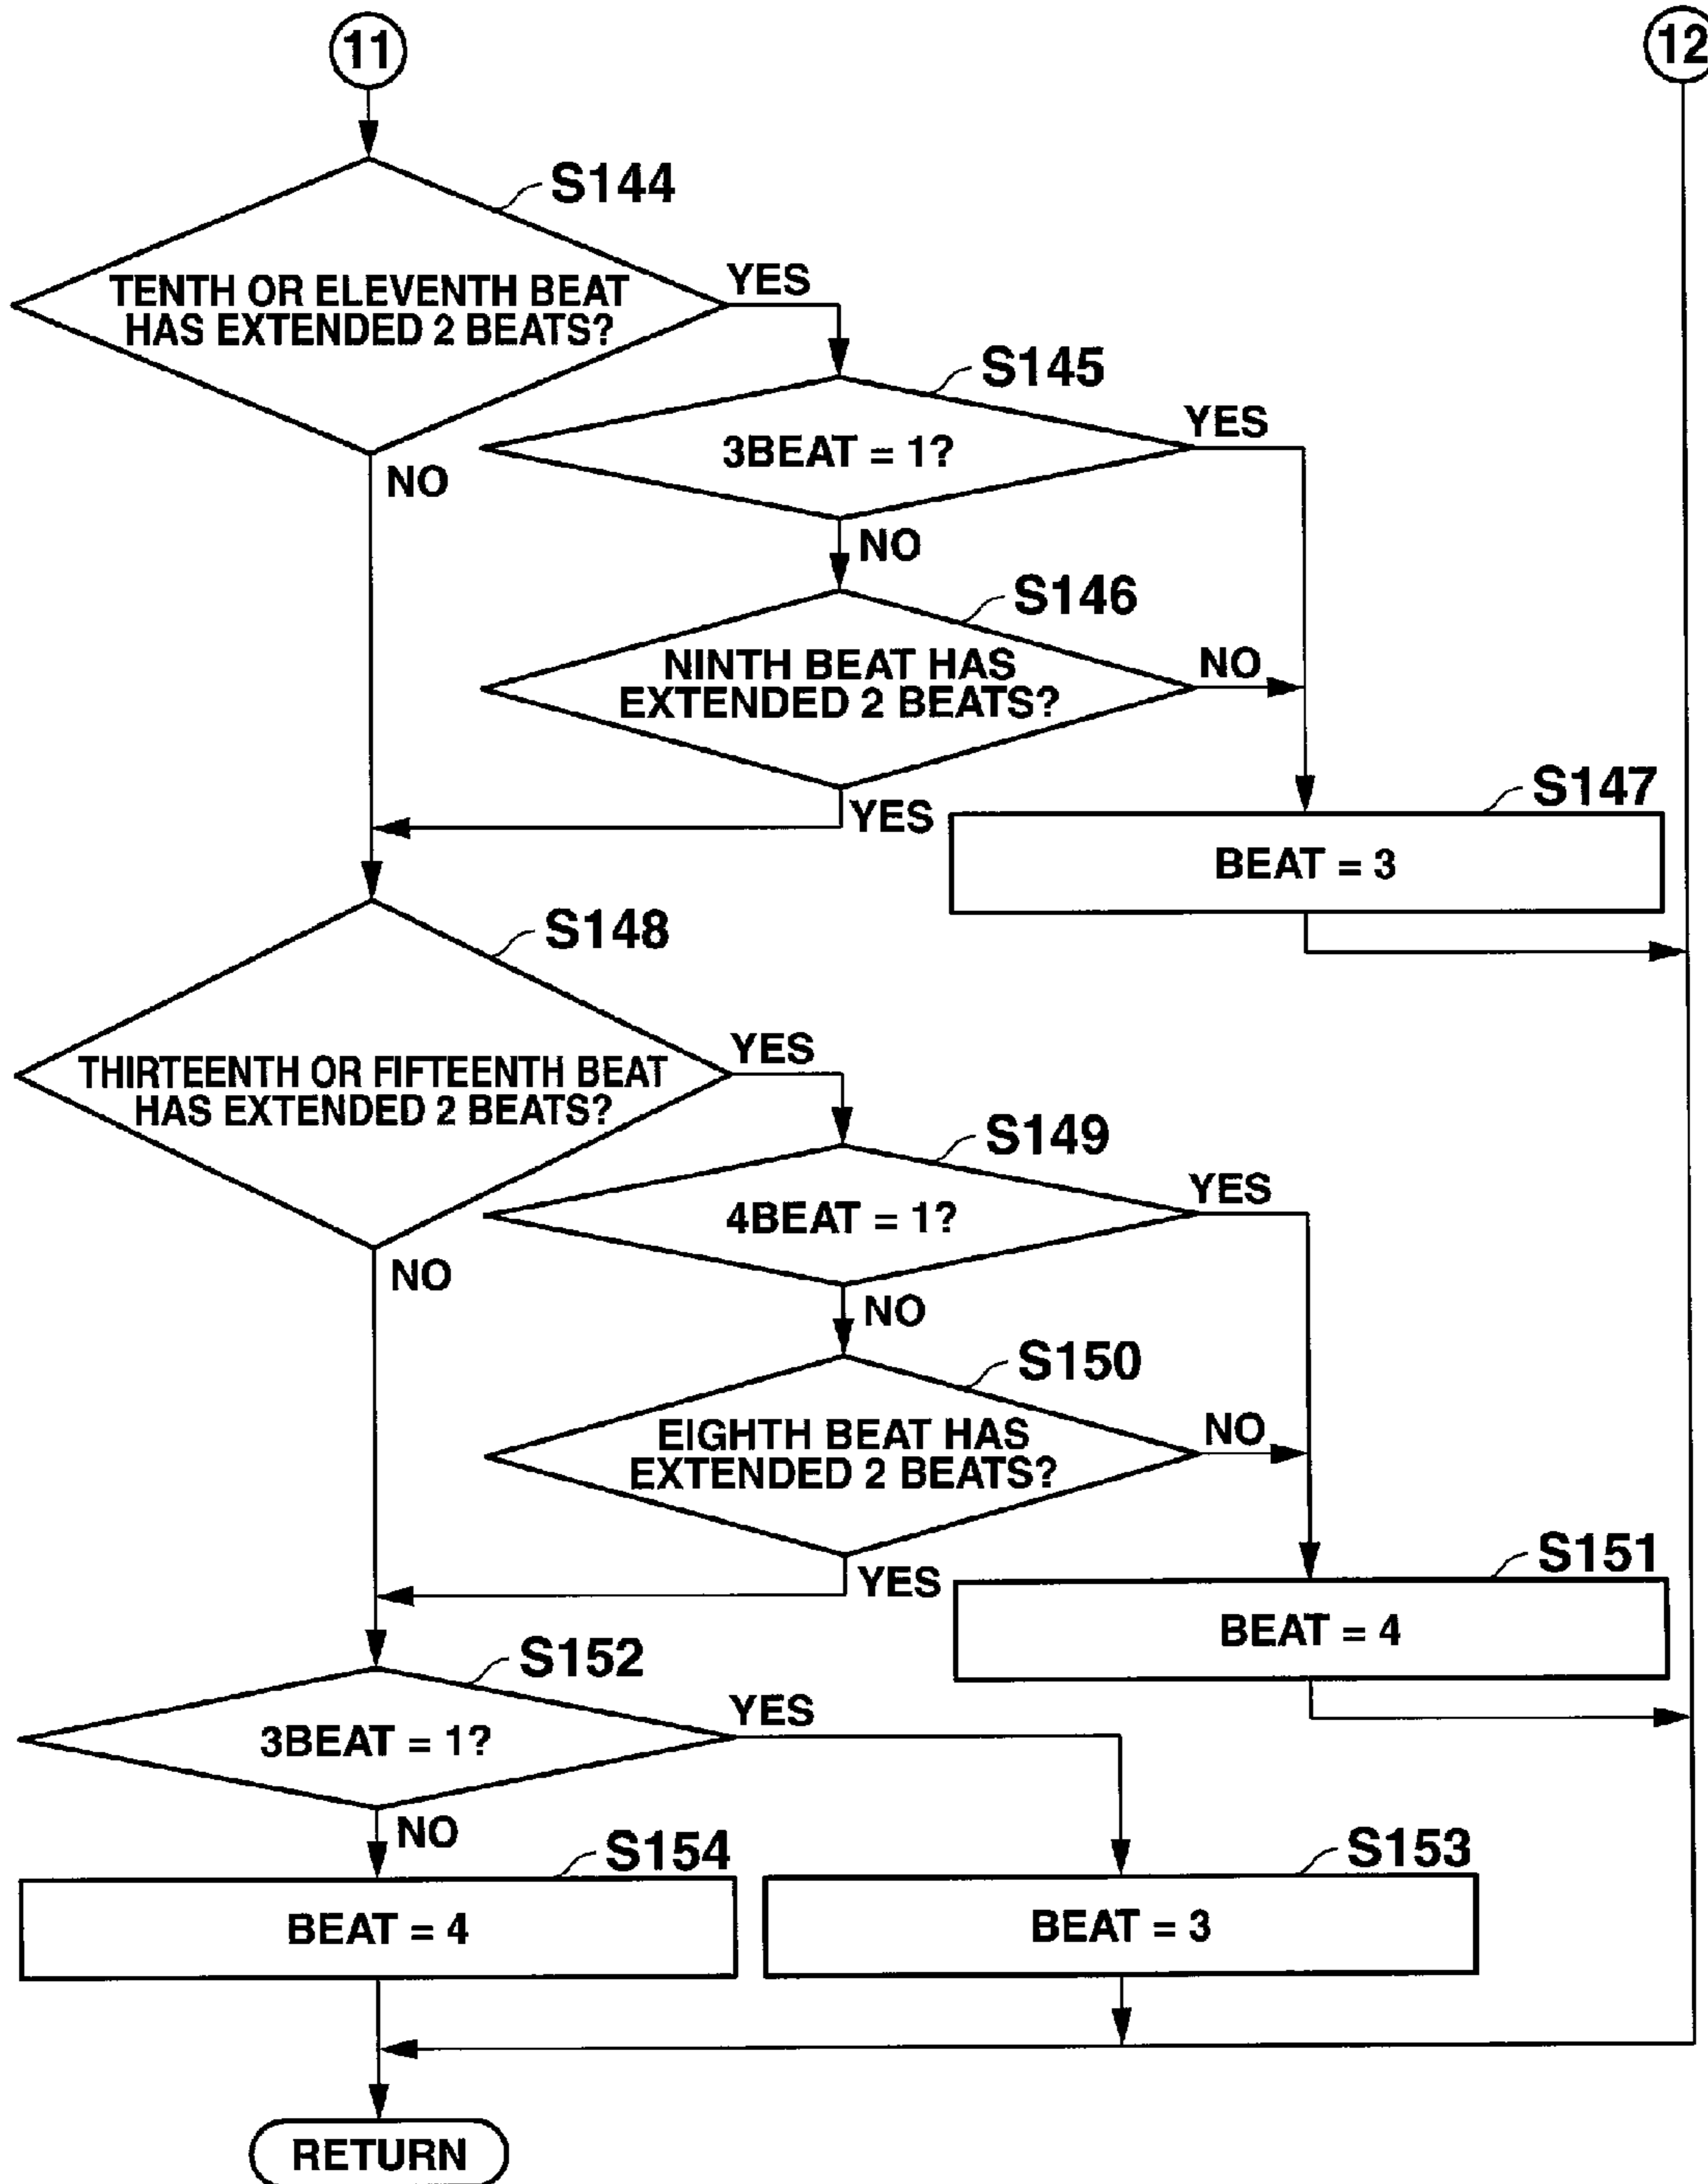 11
12
S144
TENTH OR ELEVENTH BEAT
HAS EXTENDED 2 BEATS?
YES
NO
S145
3BEAT = 1?
YES
NO
S146
NINTH BEAT HAS
EXTENDED 2 BEATS?
NO
YES
S147
BEAT = 3
S148
THIRTEENTH OR FIFTEENTH BEAT
HAS EXTENDED 2 BEATS?
YES
NO
S149
4BEAT = 1?
YES
NO
S150
EIGHTH BEAT HAS
EXTENDED 2 BEATS?
NO
YES
S151
BEAT = 4
S152
3BEAT = 1?
YES
NO
S154
BEAT = 4
S153
BEAT = 3
RETURN